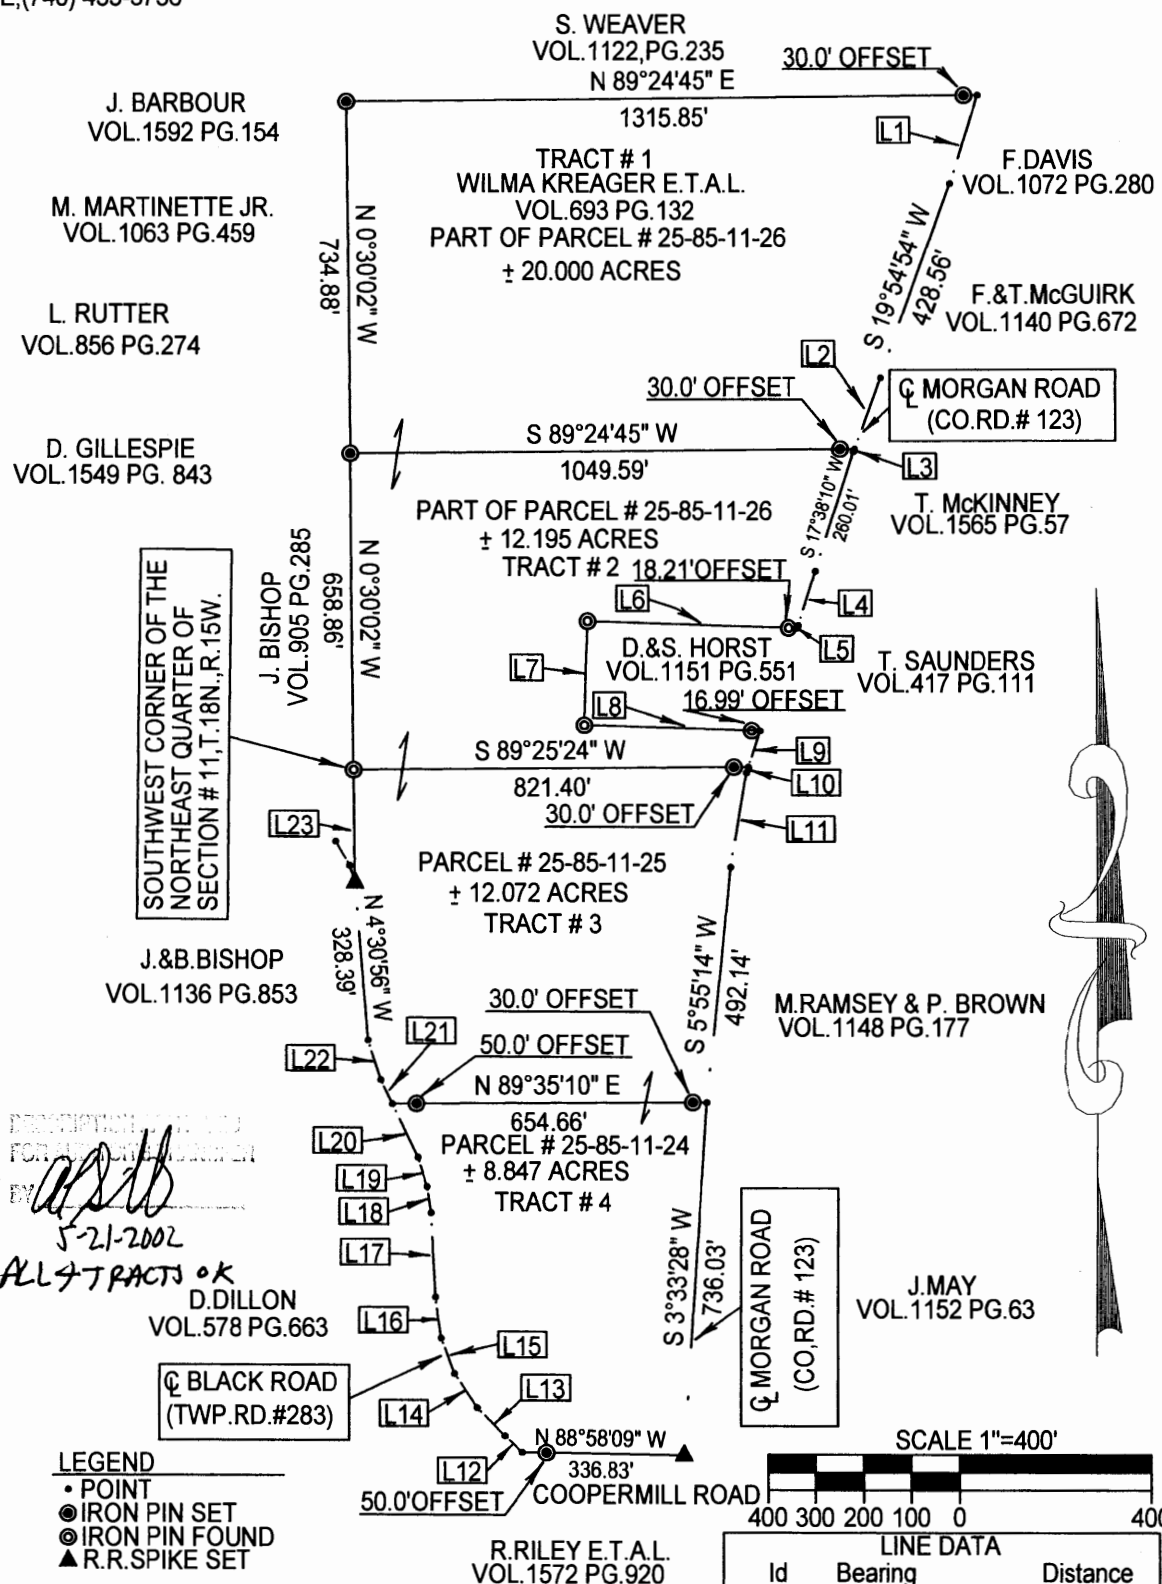 S. WEAVER
VOL.1122,PG.235
30.0' OFFSET
N 89°24'45" E
1315.85'
J. BARBOUR
VOL.1592 PG.154
L1
TRACT # 1
WILMA KREAGER E.T.A.L.
VOL.693 PG.132
PART OF PARCEL # 25-85-11-26
± 20.000 ACRES
F.DAVIS
VOL.1072 PG.280
M. MARTINETTE JR.
VOL.1063 PG.459
N 0°30'02" W
734.88'
S 19°54'54" W
428.56'
F.&T.McGUIRK
VOL.1140 PG.672
L. RUTTER
VOL.856 PG.274
L2
30.0' OFFSET
℄ MORGAN ROAD
(CO.RD.# 123)
D. GILLESPIE
VOL.1549 PG. 843
S 89°24'45" W
1049.59'
L3
S 17°38'10" W
260.01'
T. McKINNEY
VOL.1565 PG.57
PART OF PARCEL # 25-85-11-26
± 12.195 ACRES
TRACT # 2
18.21'OFFSET
J. BISHOP
VOL.905 PG.285
N 0°30'02" W
658.86'
L6
L4
L5
D.&S. HORST
VOL.1151 PG.551
L7
T. SAUNDERS
VOL.417 PG.111
16.99' OFFSET
L8
SOUTHWEST CORNER OF THE
NORTHEAST QUARTER OF
SECTION # 11,T.18N.,R.15W.
S 89°25'24" W
821.40'
L9
L10
30.0' OFFSET
L11
L23
PARCEL # 25-85-11-25
± 12.072 ACRES
TRACT # 3
N 4°30'56" W
328.39'
S 5°55'14" W
492.14'
J.&B.BISHOP
VOL.1136 PG.853
30.0' OFFSET
M.RAMSEY & P. BROWN
VOL.1148 PG.177
L21
50.0' OFFSET
L22
N 89°35'10" E
654.66'
L20
PARCEL # 25-85-11-24
± 8.847 ACRES
TRACT # 4
L19
L18
BY
5-21-2002
ALL 4 TRACTS OK
L17
S 3°33'28" W
736.03'
℄ MORGAN ROAD
(CO,RD.# 123)
J.MAY
VOL.1152 PG.63
D.DILLON
VOL.578 PG.663
L16
L15
℄ BLACK ROAD
(TWP.RD.#283)
L14
L13
L12
N 88°58'09" W
336.83'
50.0'OFFSET
COOPERMILL ROAD
LEGEND
POINT
IRON PIN SET
IRON PIN FOUND
R.R.SPIKE SET
SCALE 1"=400'
400 300 200 100 0
R.RILEY E.T.A.L.
VOL.1572 PG.920
LINE DATA
Id Bearing Distance